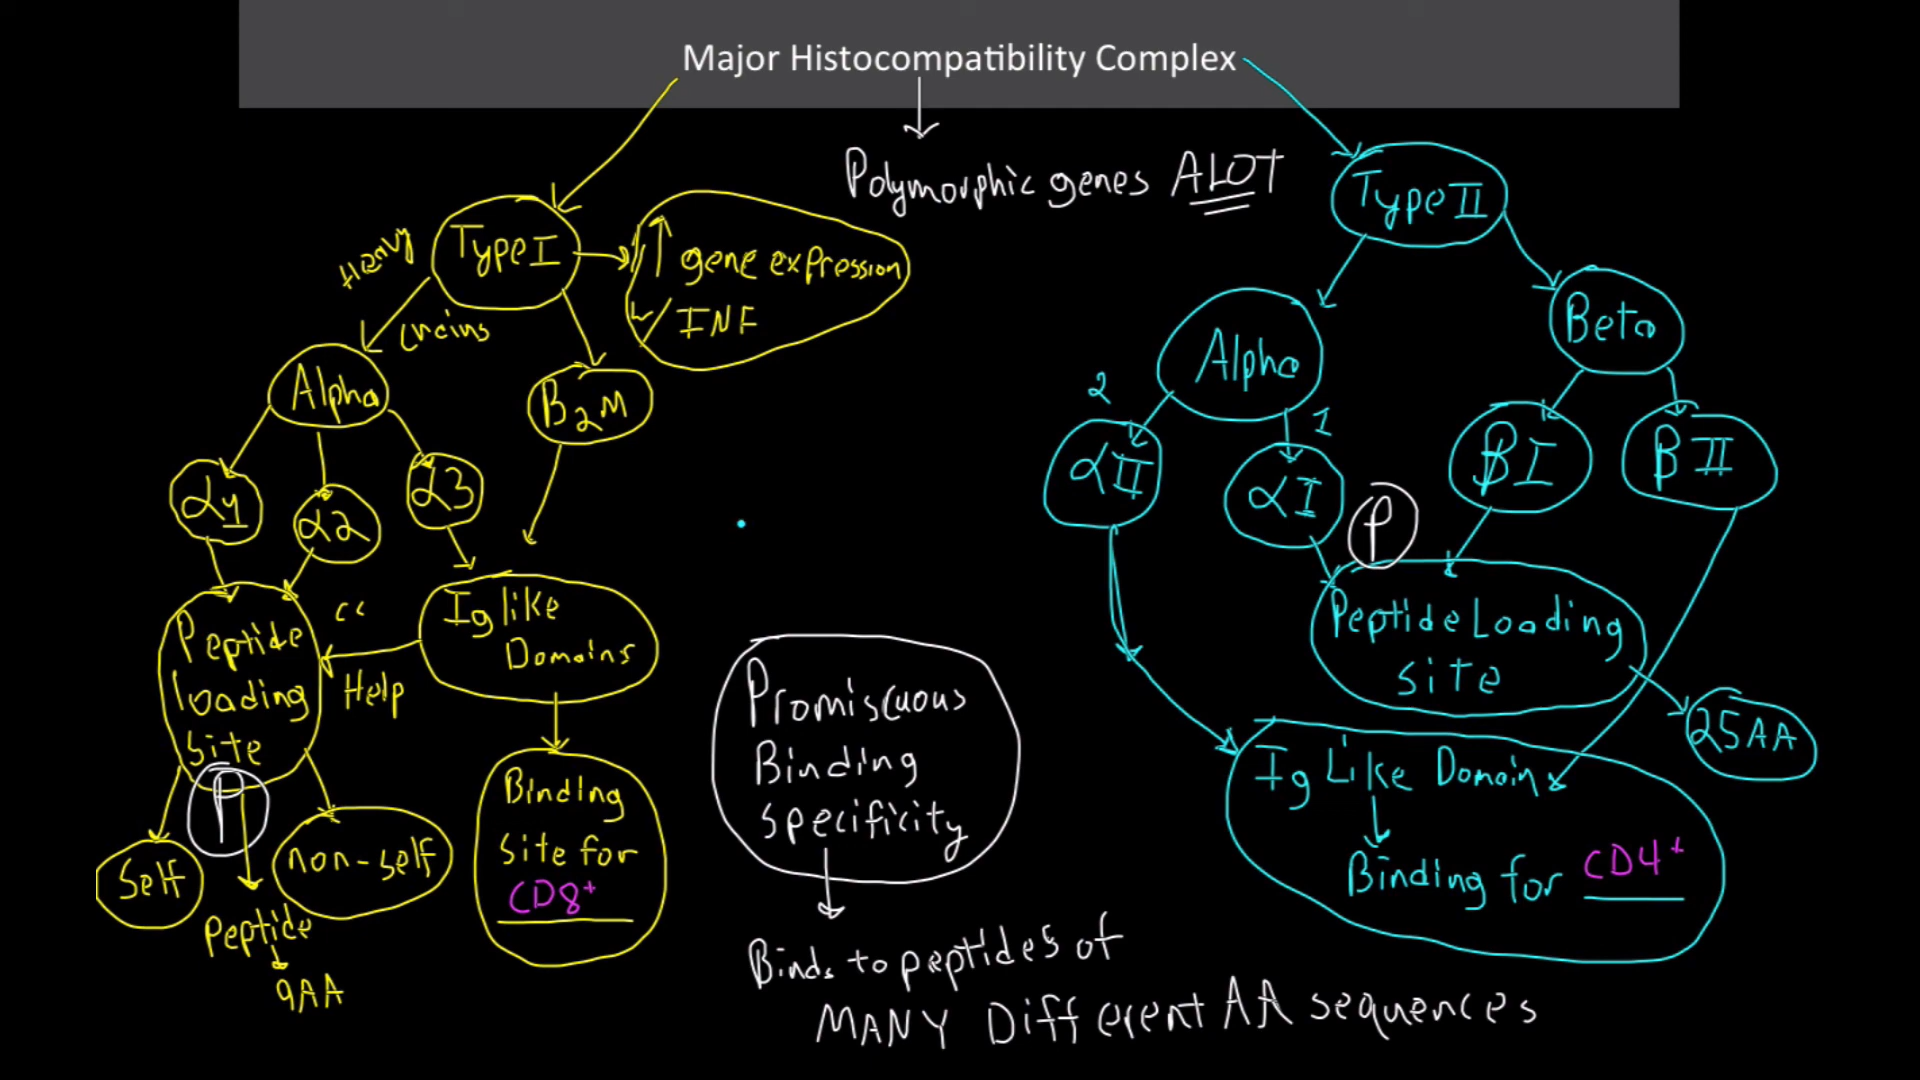 Major Histocompatibility Complex
Polymorphic genes ALOT
Type I
Heavy
chains
↑ gene expression
INF
Alpha
B2M
α1
α2
α3
Peptide
loading
site
Help
Ig like
Domains
P
Self
non-self
Peptide
9AA
Binding
site for
CD8+
Promiscuous
Binding
specificity
Binds to peptides of
MANY Different AA sequences
Type II
Alpha
Beta
2
1
αII
αI
βI
βII
P
Peptide Loading
site
25AA
Ig Like Domains
Binding for CD4+